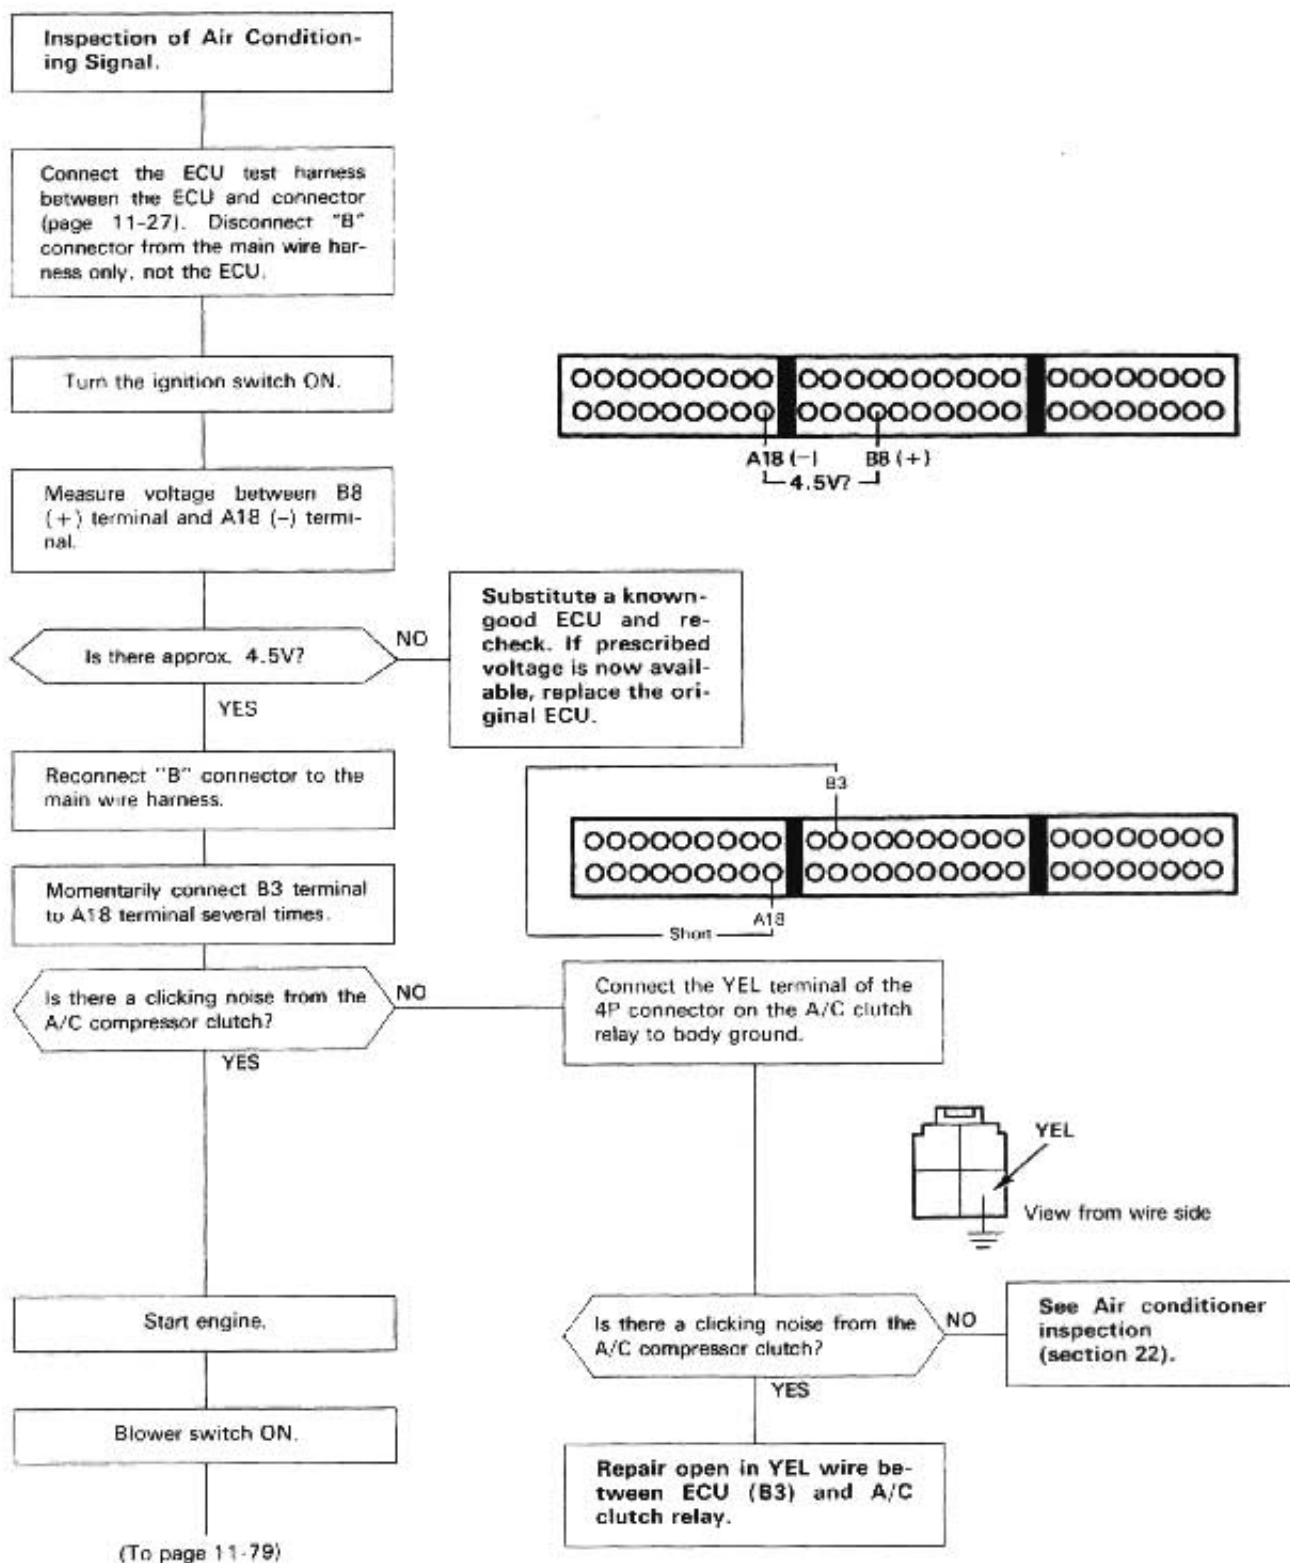 Inspection of Air Condition-
ing Signal.
Connect the ECU test harness
between the ECU and connector
(page 11-27). Disconnect "B"
connector from the main wire har-
ness only, not the ECU.
Turn the ignition switch ON.
A18 (−) B8 (+)
4.5V?
Measure voltage between B8
(+) terminal and A18 (–) termi-
nal.
Is there approx. 4.5V?
NO
YES
Substitute a known-
good ECU and re-
check. If prescribed
voltage is now avail-
able, replace the ori-
ginal ECU.
Reconnect "B" connector to the
main wire harness.
B3
A18
Short
Momentarily connect B3 terminal
to A18 terminal several times.
Is there a clicking noise from the
A/C compressor clutch?
NO
YES
Connect the YEL terminal of the
4P connector on the A/C clutch
relay to body ground.
YEL
View from wire side
Start engine.
Is there a clicking noise from the
A/C compressor clutch?
NO
YES
See Air conditioner
inspection
(section 22).
Blower switch ON.
Repair open in YEL wire be-
tween ECU (B3) and A/C
clutch relay.
(To page 11-79)